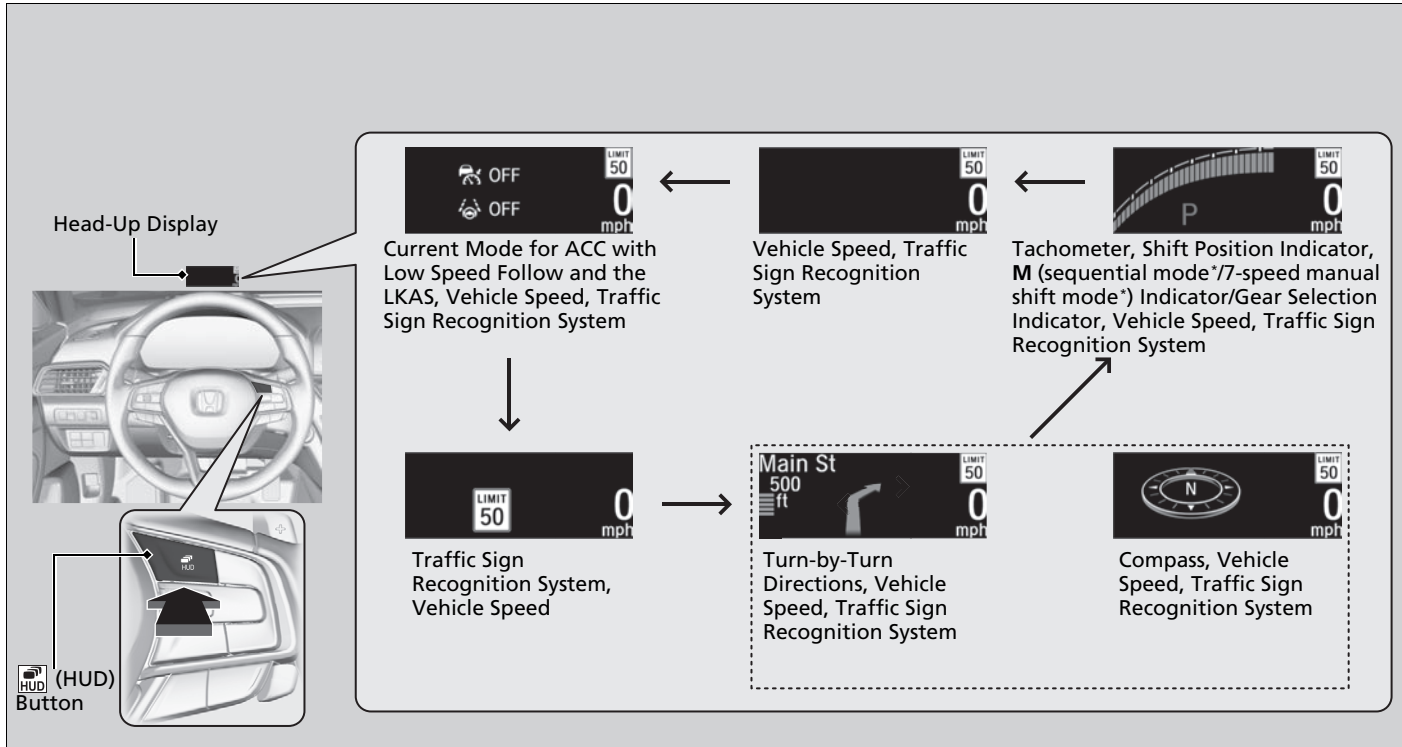 Head-Up Display
HUD
HUD (HUD)
Button
OFF
OFF
LIMIT
50
0
mph
Current Mode for ACC with
Low Speed Follow and the
LKAS, Vehicle Speed, Traffic
Sign Recognition System
LIMIT
50
0
mph
Vehicle Speed, Traffic
Sign Recognition
System
P
LIMIT
50
0
mph
Tachometer, Shift Position Indicator,
M (sequential mode*/7-speed manual
shift mode*) Indicator/Gear Selection
Indicator, Vehicle Speed, Traffic Sign
Recognition System
LIMIT
50
0
mph
Traffic Sign
Recognition System,
Vehicle Speed
Main St
500
ft
LIMIT
50
0
mph
Turn-by-Turn
Directions, Vehicle
Speed, Traffic Sign
Recognition System
N
LIMIT
50
0
mph
Compass, Vehicle
Speed, Traffic Sign
Recognition System